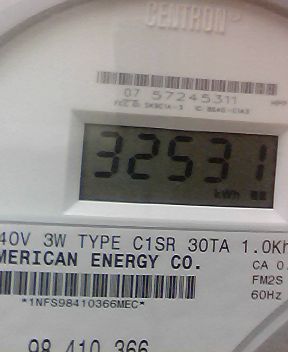 CENTRON
07 57245311
32531
kWh
40V 3W TYPE C1SR 30TA 1.0Kh
MERICAN ENERGY CO.
CA 0.
FM2S
60Hz
*1NFS98410366MEC*
98 410 366